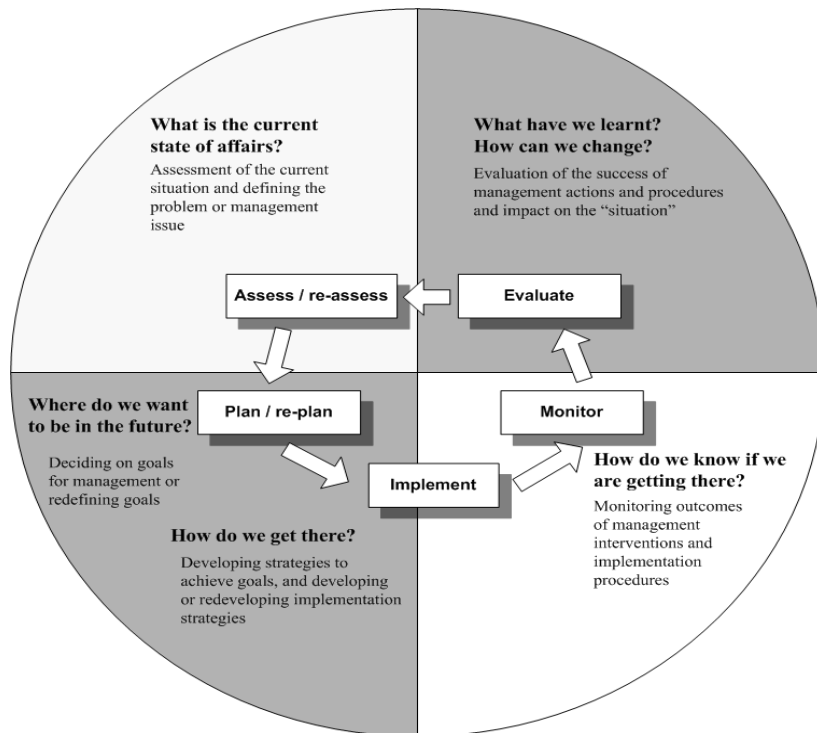 What is the current
state of affairs?
Assessment of the current
situation and defining the
problem or management
issue
What have we learnt?
How can we change?
Evaluation of the success of
management actions and procedures
and impact on the “situation”
Assess / re-assess
Evaluate
Where do we want
to be in the future?
Deciding on goals
for management or
redefining goals
Plan / re-plan
Monitor
Implement
How do we get there?
Developing strategies to
achieve goals, and developing
or redeveloping implementation
strategies
How do we know if we
are getting there?
Monitoring outcomes
of management
interventions and
implementation
procedures